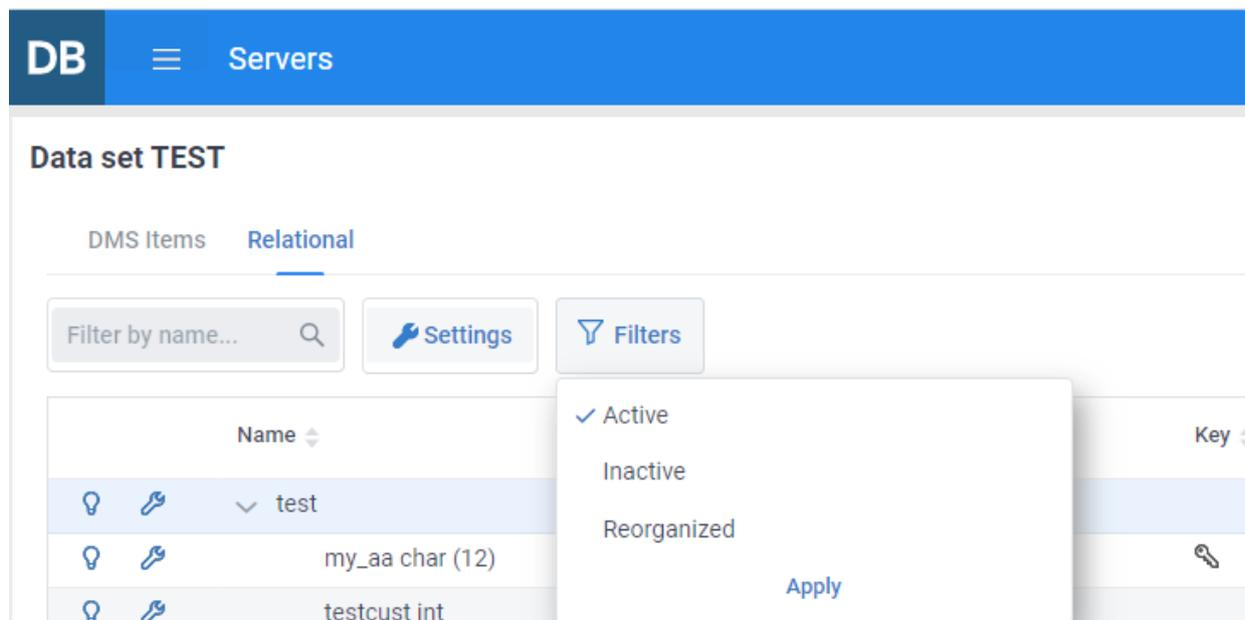 DB Servers
Data set TEST
DMS Items Relational
Filter by name... Settings Filters
Active
Name Key
Inactive
test
Reorganized
my_aa char (12)
Apply
testcust int